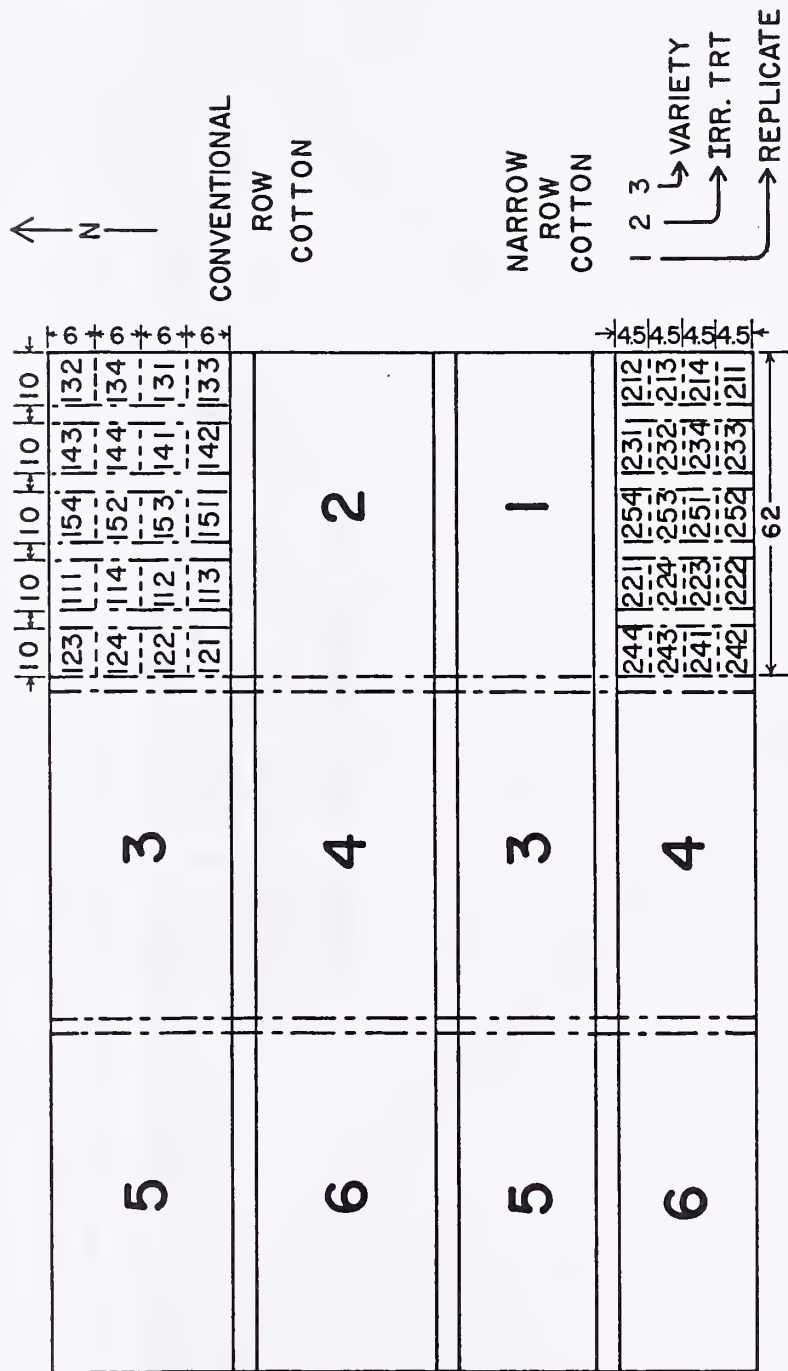 N
CONVENTIONAL
ROW
COTTON
NARROW
ROW
COTTON
1 2 3
VARIETY
IRR. TRT
REPLICATE
10 10 10 10 10
123 111 154 143 132 6
124 114 152 144 134 6
122 112 153 141 131 6
121 113 151 142 133 6
3
5
2
4
6
1
3
5
244 221 254 231 212 4.5
243 224 253 232 213 4.5
241 223 251 234 214 4.5
242 222 252 233 211 4.5
62
4
6